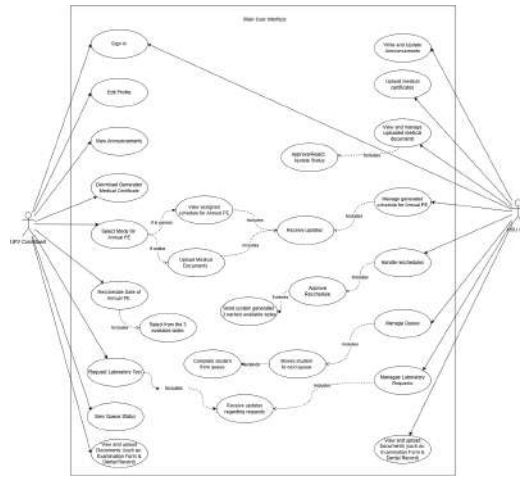 Main User Interface
Sign in
Edit Profile
View Announcements
Download Generated
Medical Certificate
Select Mode for
Annual PE
If in person
If online
View assigned
schedule for Annual PE
Upload Medical
Documents
Includes
Includes
Receive updates
Reschedule Date of
Annual PE
Includes
Select from the 3
available dates
Request Laboratory Test
Includes
Receive updates
regarding requests
View Queue Status
View and upload
Documents (such as
Examination Form &
Dental Record)
Announcements
Upload medical
certificates
View and manage
uploaded medical
documents
Includes
Approve/Reject
Update Status
Manage generated
schedule for Annual PE
Includes
Handle reschedules
Includes
Approve
Reschedule
Extends
Send system generated
3 earliest available dates
Manage Queue
Includes
Moves student
to next queue
Extends
Complete student
from queue
Manage Laboratory
Requests
Includes
View and upload
Documents (such as
Examination Form &
Dental Record)